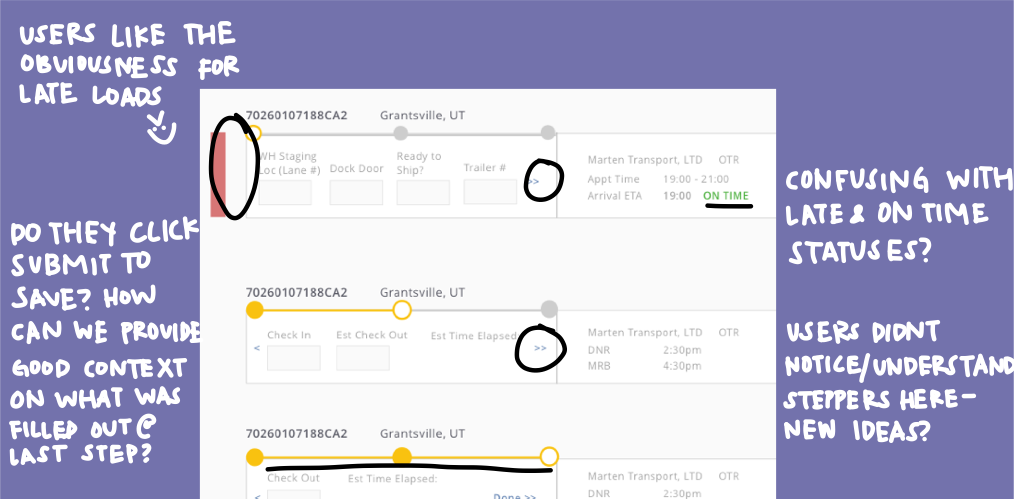 USERS LIKE THE
OBVIOUSNESS FOR
LATE LOADS
DO THEY CLICK
SUBMIT TO
SAVE? HOW
CAN WE PROVIDE
GOOD CONTEXT
ON WHAT WAS
FILLED OUT @
LAST STEP?
70260107188CA2 Grantsville, UT
WH Staging
Loc (Lane #)
Dock Door
Ready to
Ship?
Trailer #
>>
Marten Transport, LTD OTR
Appt Time 19:00 - 21:00
Arrival ETA 19:00 ON TIME
70260107188CA2 Grantsville, UT
Check In Est Check Out Est Time Elapsed
< >>
Marten Transport, LTD OTR
DNR 2:30pm
MRB 4:30pm
70260107188CA2 Grantsville, UT
Check Out Est Time Elapsed:
< Done >>
Marten Transport, LTD OTR
DNR 2:30pm
CONFUSING WITH
LATE & ON TIME
STATUSES?
USERS DIDNT
NOTICE/UNDERSTAND
STEPPERS HERE-
NEW IDEAS?